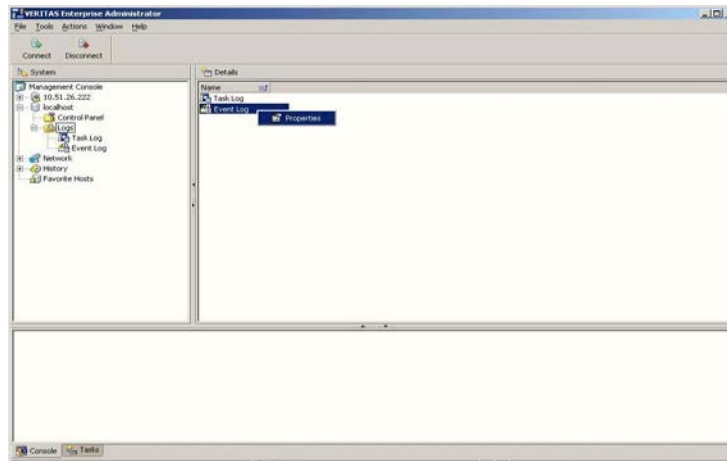 VERITAS Enterprise Administrator
File Tools Actions Window Help
Connect Disconnect
System
Management Console
10.51.26.222
localhost
Control Panel
Logs
Task Log
Event Log
Network
History
Favorite Hosts
Details
Name
Task Log
Event Log
Properties
Console Tasks